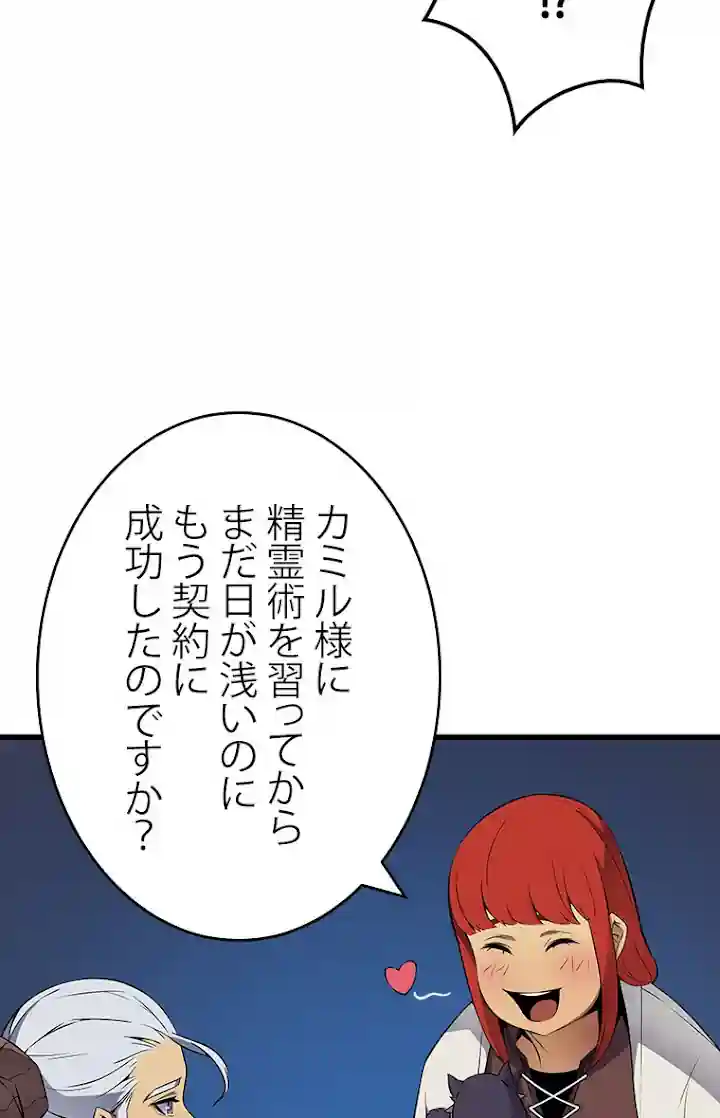 !?
カミル様に
精霊術を習ってから
まだ日が浅いのに
もう契約に
成功したのですか?